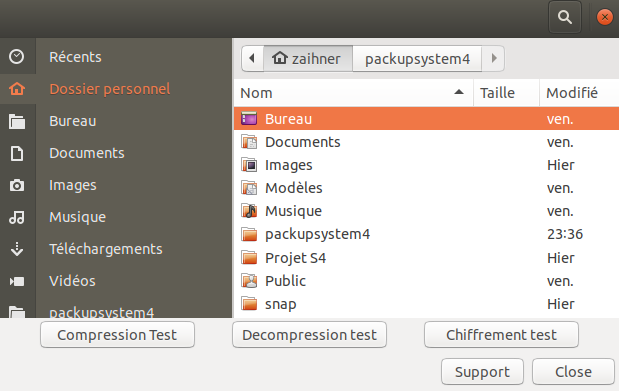 zaihner packupsystem4
Récents
Dossier personnel
Bureau
Documents
Images
Musique
Téléchargements
Vidéos
packupsystem4
Nom Taille Modifié
Bureau ven.
Documents ven.
Images Hier
Modèles ven.
Musique ven.
packupsystem4 23:36
Projet S4 Hier
Public ven.
snap Hier
Compression Test Decompression test Chiffrement test
Support Close